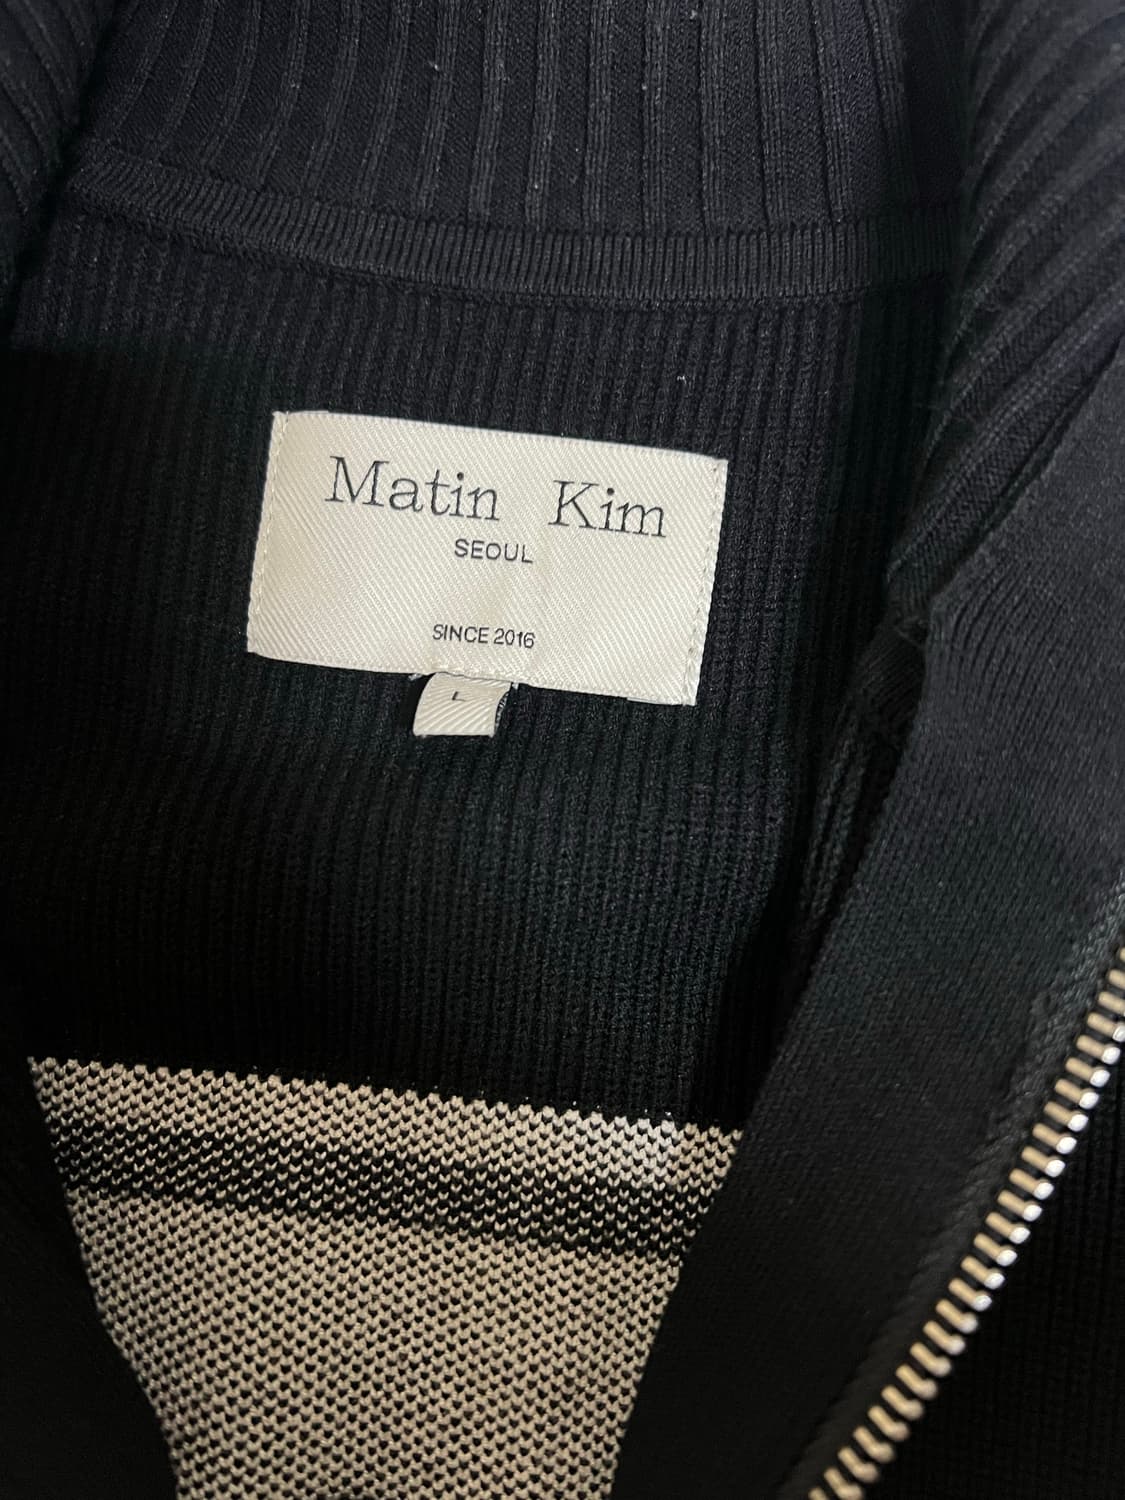 Matin Kim
SEOUL
SINCE 2016
L